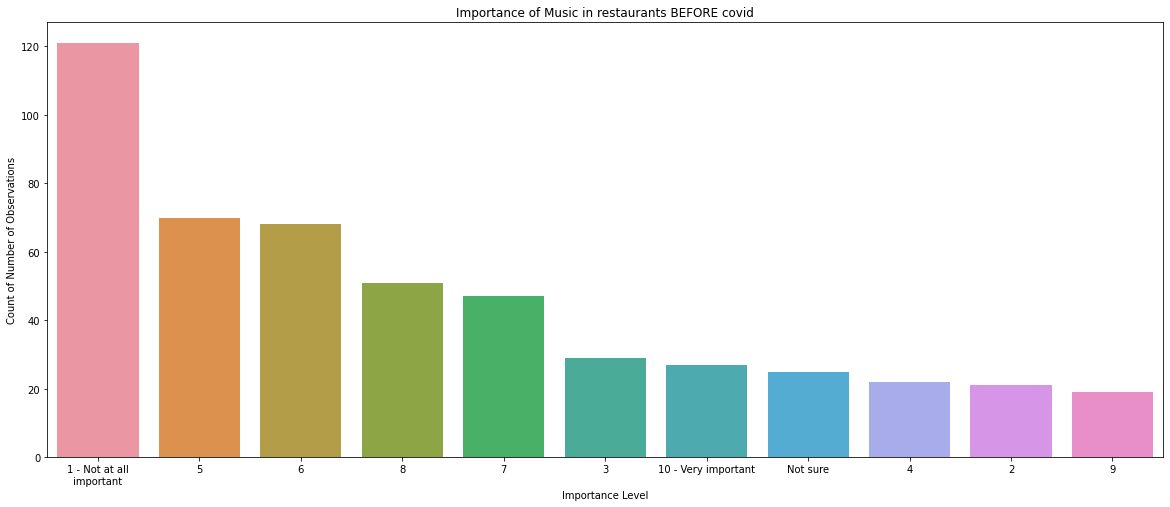 Importance of Music in restaurants BEFORE covid
Count of Number of Observations
120
100
80
60
40
20
0
1 - Not at all
important
5
6
8
7
3
10 - Very important
Not sure
4
2
9
Importance Level